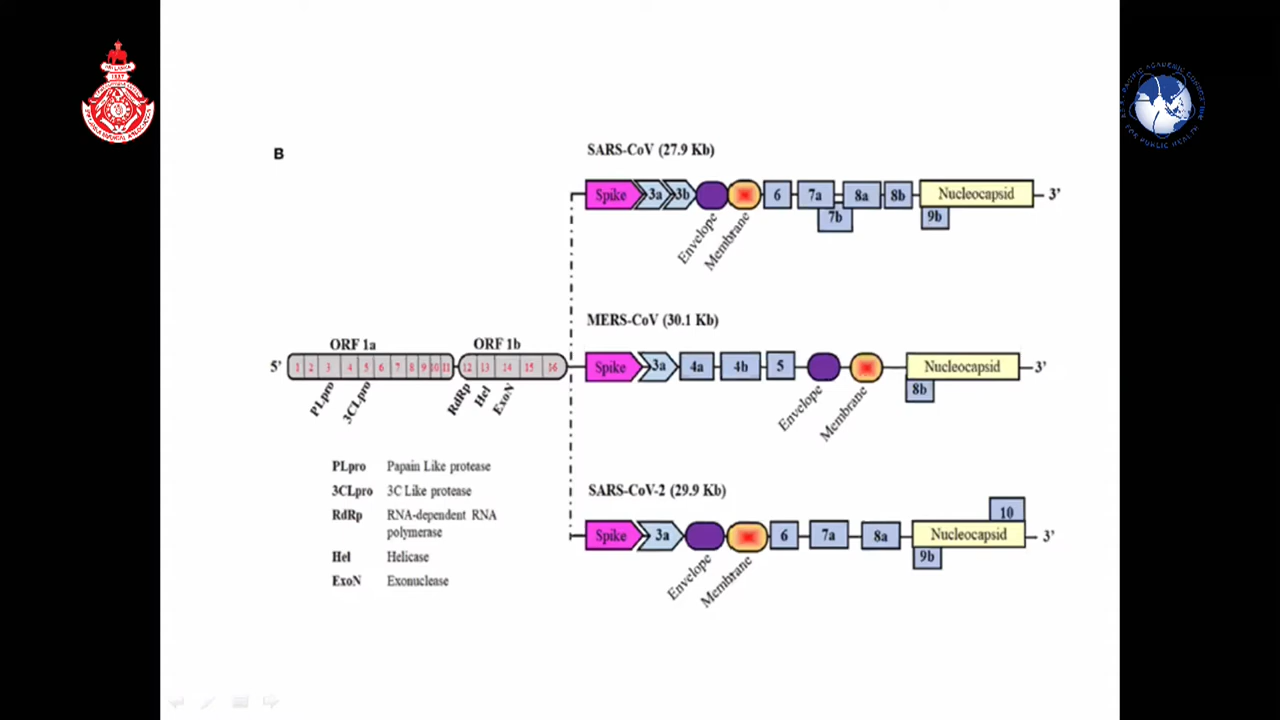 B
SARS-CoV (27.9 Kb)
Spike 3a 3b Envelope Membrane 6 7a 7b 8a 8b Nucleocapsid 9b 3’
MERS-CoV (30.1 Kb)
ORF 1a ORF 1b
5’ 1 2 3 4 5 6 7 8 9 10 11 12 13 14 15 16
PLpro 3CLpro RdRp Hel ExoN
Spike 3a 4a 4b 5 Envelope Membrane Nucleocapsid 8b 3’
PLpro Papain Like protease
3CLpro 3C Like protease
RdRp RNA-dependent RNA
polymerase
Hel Helicase
ExoN Exonuclease
SARS-CoV-2 (29.9 Kb)
Spike 3a Envelope Membrane 6 7a 8a Nucleocapsid 9b 10 3’
FOR PUBLIC HEALTH